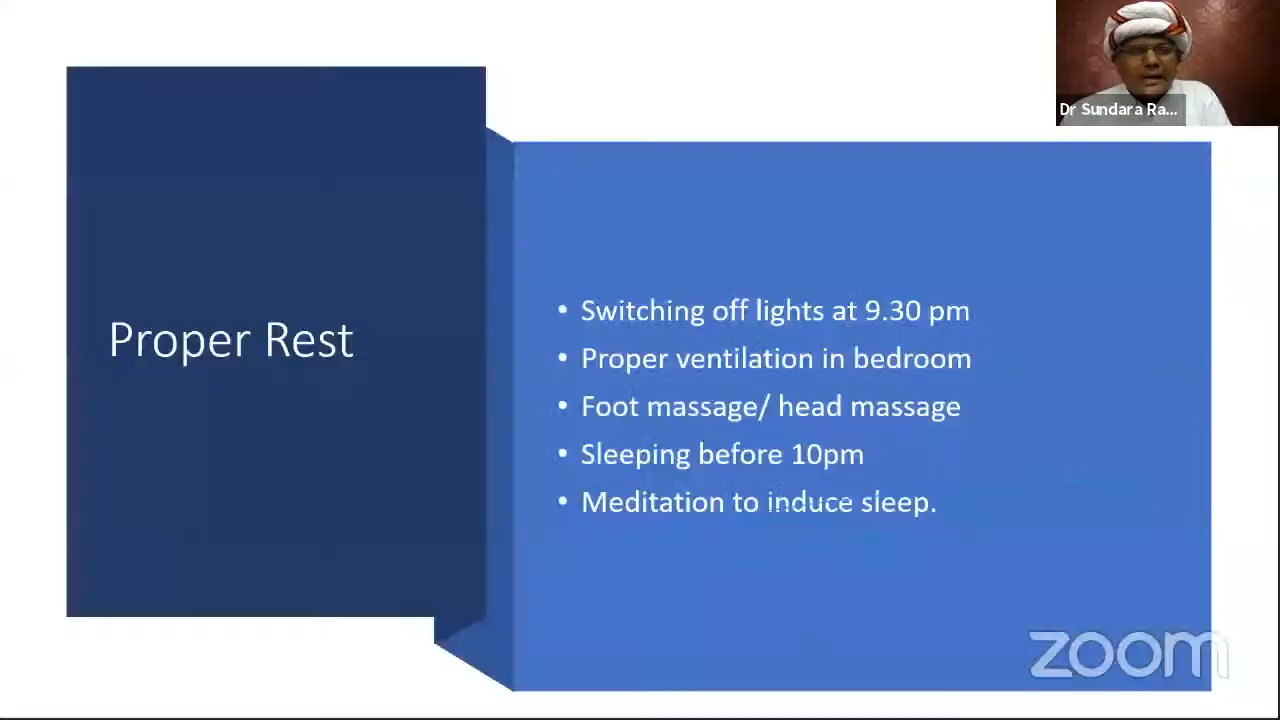 Dr Sundara Ra...
Proper Rest
• Switching off lights at 9.30 pm
• Proper ventilation in bedroom
• Foot massage/ head massage
• Sleeping before 10pm
• Meditation to induce sleep.
zoom